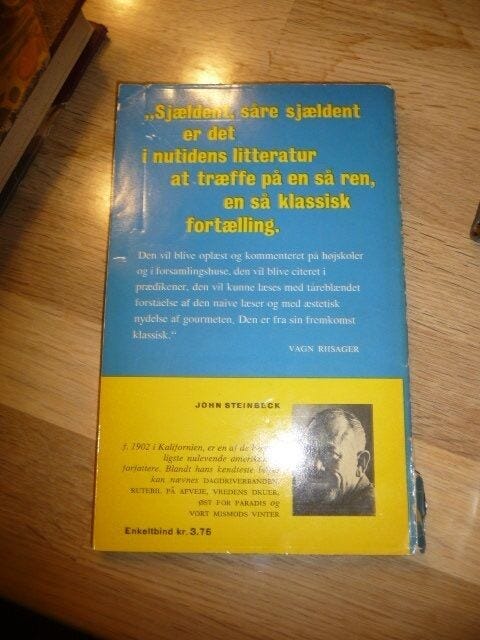 „Sjældent, såre sjældent
er det
i nutidens litteratur
at træffe på en så ren,
en så klassisk
fortælling.
Den vil blive oplæst og kommenteret på højskoler
og i forsamlingshuse, den vil blive citeret i
prædikener, den vil kunne læses med tåreblændet
forståelse af den naive læser og med æstetisk
nydelse af gourmeten. Den er fra sin fremkomst
klassisk.“
VAGN RIISAGER
JOHN STEINBECK
f. 1902 i Kalifornien, er en af de
ligste nulevende
forfattere. Blandt hans kendteste
kan nævnes DAGDRIVERBANDEN,
RUTEBIL PÅ AFVEJE, VREDENS DRUER,
ØST FOR PARADIS og
VORT MISMODS VINTER
Enkeltbind kr. 3.75